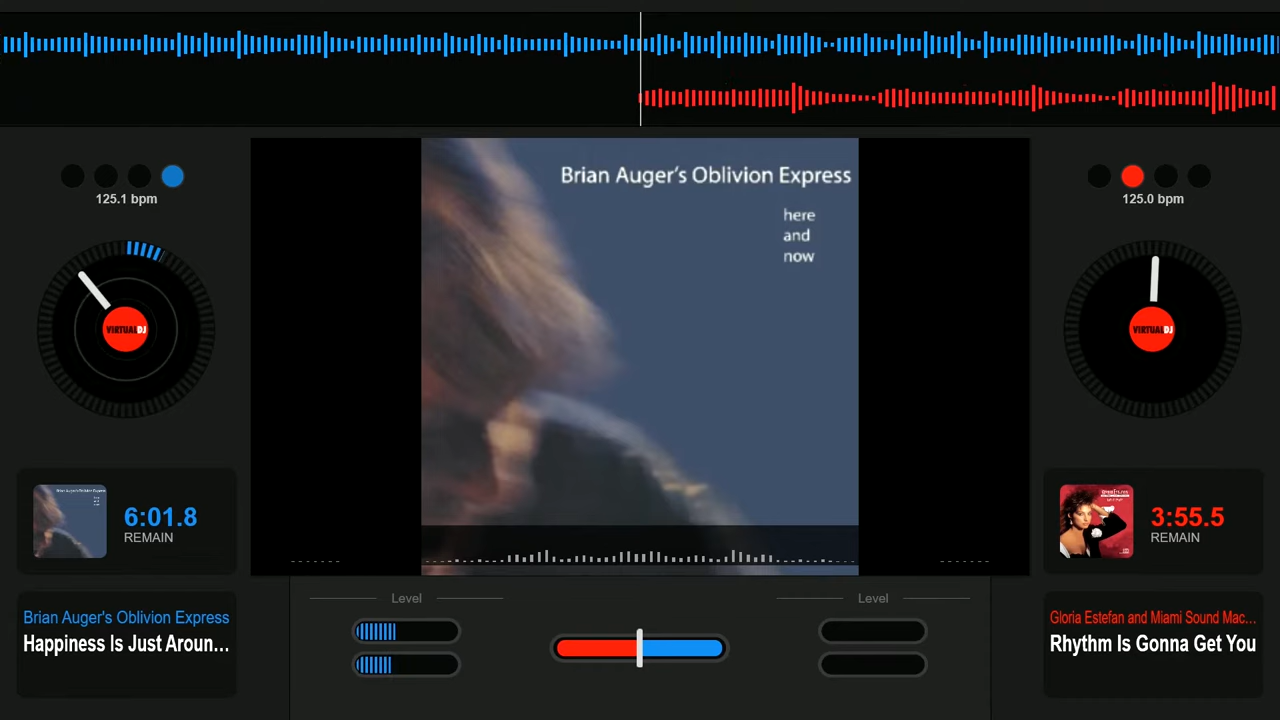 Brian Auger's Oblivion Express
here
and
now
125.1 bpm
125.0 bpm
VIRTUALDJ
VIRTUALDJ
6:01.8
REMAIN
3:55.5
REMAIN
Brian Auger's Oblivion Express
Happiness Is Just Aroun...
Level
Level
Gloria Estefan and Miami Sound Mac...
Rhythm Is Gonna Get You